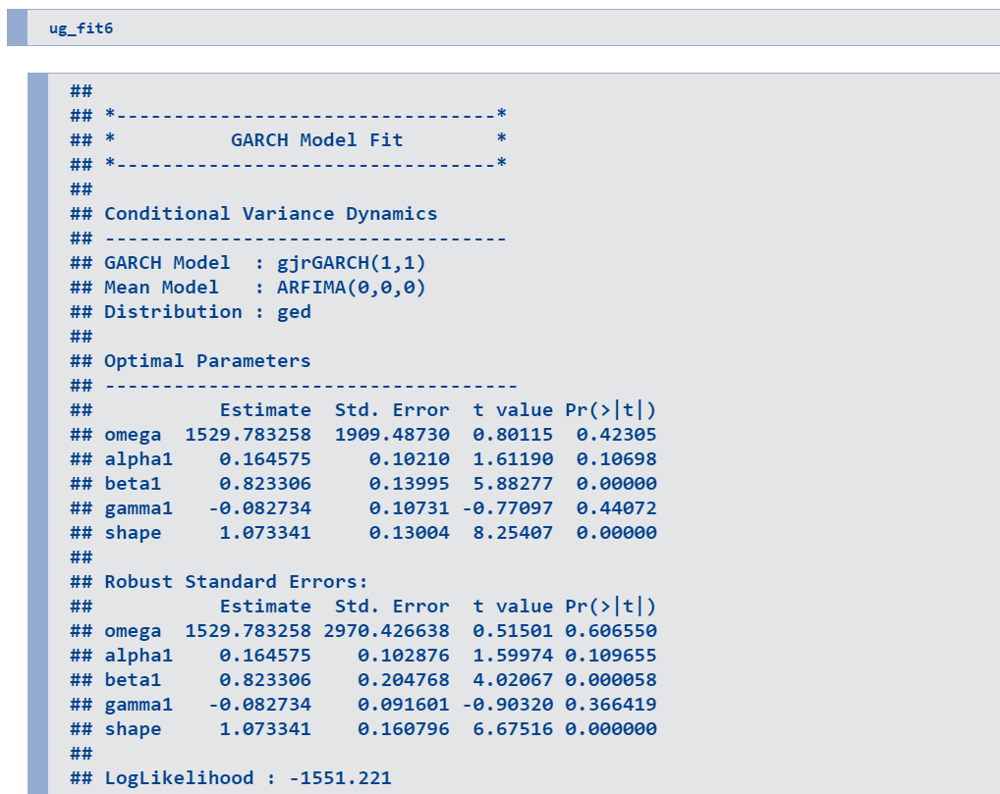 ug_fit6
##
## *---------------------------------*
## *          GARCH Model Fit        *
## *---------------------------------*
##
## Conditional Variance Dynamics
## -----------------------------------
## GARCH Model  : gjrGARCH(1,1)
## Mean Model   : ARFIMA(0,0,0)
## Distribution : ged
##
## Optimal Parameters
## ------------------------------------
##           Estimate  Std. Error  t value Pr(>|t|)
## omega  1529.783258  1909.48730  0.80115  0.42305
## alpha1    0.164575     0.10210  1.61190  0.10698
## beta1     0.823306     0.13995  5.88277  0.00000
## gamma1   -0.082734     0.10731 -0.77097  0.44072
## shape     1.073341     0.13004  8.25407  0.00000
##
## Robust Standard Errors:
##           Estimate  Std. Error  t value Pr(>|t|)
## omega  1529.783258 2970.426638  0.51501 0.606550
## alpha1    0.164575    0.102876  1.59974 0.109655
## beta1     0.823306    0.204768  4.02067 0.000058
## gamma1   -0.082734    0.091601 -0.90320 0.366419
## shape     1.073341    0.160796  6.67516 0.000000
##
## LogLikelihood : -1551.221